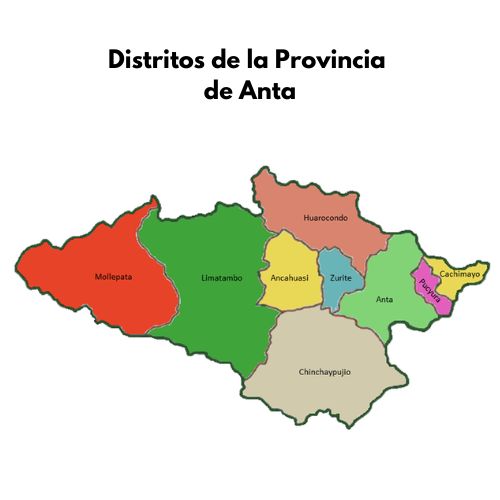 Distritos de la Provincia
de Anta
Huarocondo
Mollepata
Limatambo
Ancahuasi
Zurite
Cachimayo
Pucyura
Anta
Chinchaypujio